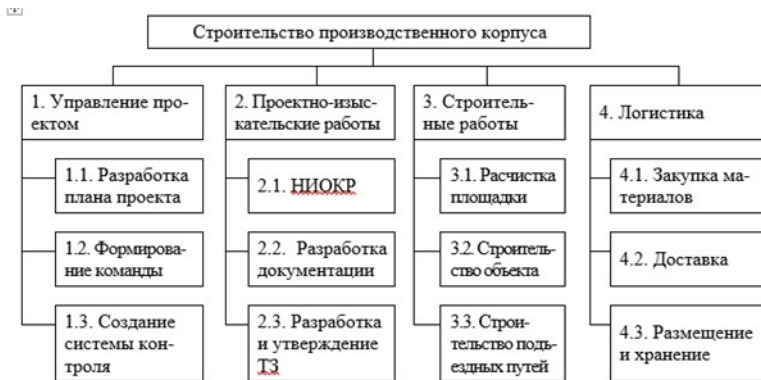 Строительство производственного корпуса
1. Управление про-
ектом
1.1. Разработка
плана проекта
1.2. Формирова-
ние команды
1.3. Создание
системы кон-
троля
2. Проектно-изыс-
кательские работы
2.1. НИОКР
2.2. Разработка
документации
2.3. Разработка
и утверждение
ТЗ
3. Строитель-
ные работы
3.1. Расчистка
площадки
3.2. Строитель-
ство объекта
3.3. Строи-
тельство подъ-
ездных путей
4. Логистика
4.1. Закупка ма-
териалов
4.2. Доставка
4.3. Размещение
и хранение